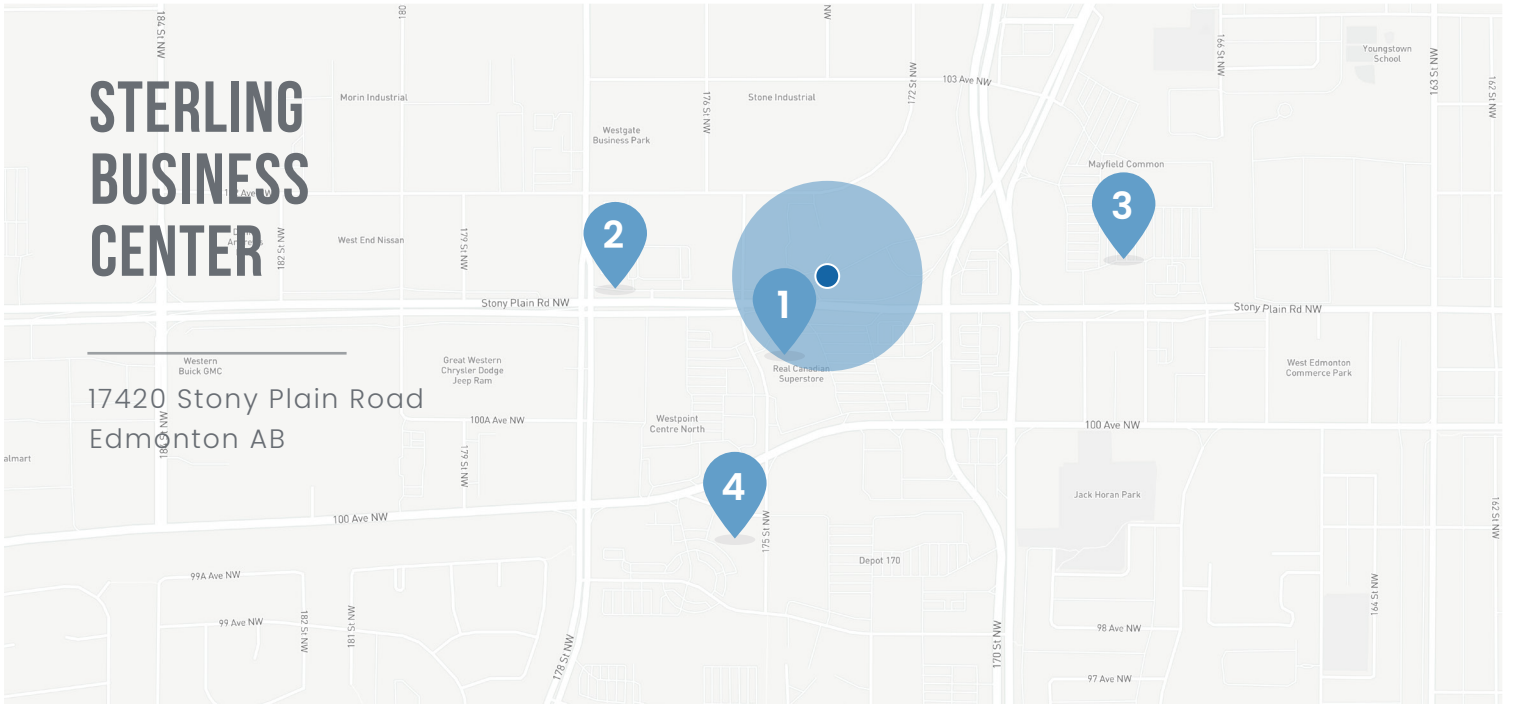 STERLING
BUSINESS
CENTER
17420 Stony Plain Road
Edmonton AB
184 St NW
180
NW
172 St NW
103 Ave NW
166 St NW
Youngstown
School
163 St NW
162 St NW
Morin Industrial
176 St NW
Stone Industrial
Westgate
Business Park
Mayfield Common
182 St NW
West End Nissan
179 St NW
2
3
1
Stony Plain Rd NW
Stony Plain Rd NW
Western
Buick GMC
Great Western
Chrysler Dodge
Jeep Ram
Real Canadian
Superstore
West Edmonton
Commerce Park
100A Ave NW
Westpoint
Centre North
100 Ave NW
almart
179 St NW
4
Jack Horan Park
100 Ave NW
175 St NW
162 St NW
Depot 170
99A Ave NW
164 St NW
99 Ave NW
182 St NW
181 St NW
178 St NW
170 St NW
98 Ave NW
97 Ave NW